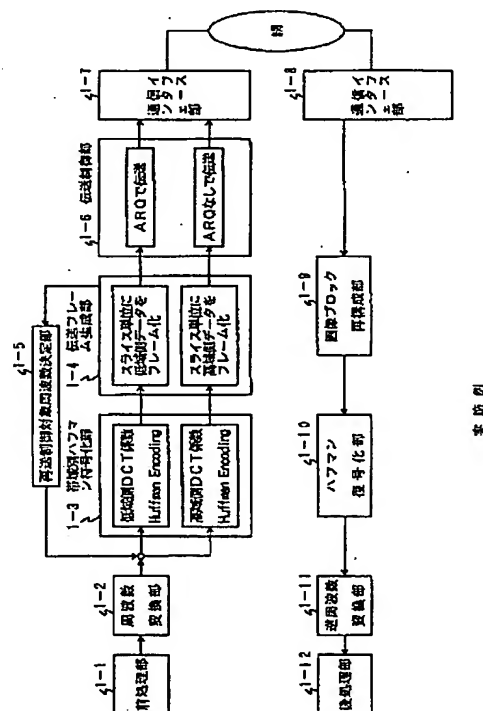 1-1
前処理部
1-2
周波数
変換部
1-5
再送制御対象周波数決定部
1-3 帯域別ハフマ
ン符号化部
低域側DCT係数
Huffman Encoding
高域側DCT係数
Huffman Encoding
1-4 伝送フレー
ム生成部
スライス単位に
低域側データを
フレーム化
スライス単位に
高域側データを
フレーム化
1-6 伝送制御部
ARQで伝送
ARQなしで伝送
1-7
通信イ
ンターフ
ェース部
網
1-8
通信イ
ンターフ
ェース部
1-9
画像ブロック
再構成部
1-10
ハフマン
復号化部
1-11
逆周波数
変換部
1-12
後処理部
実施例